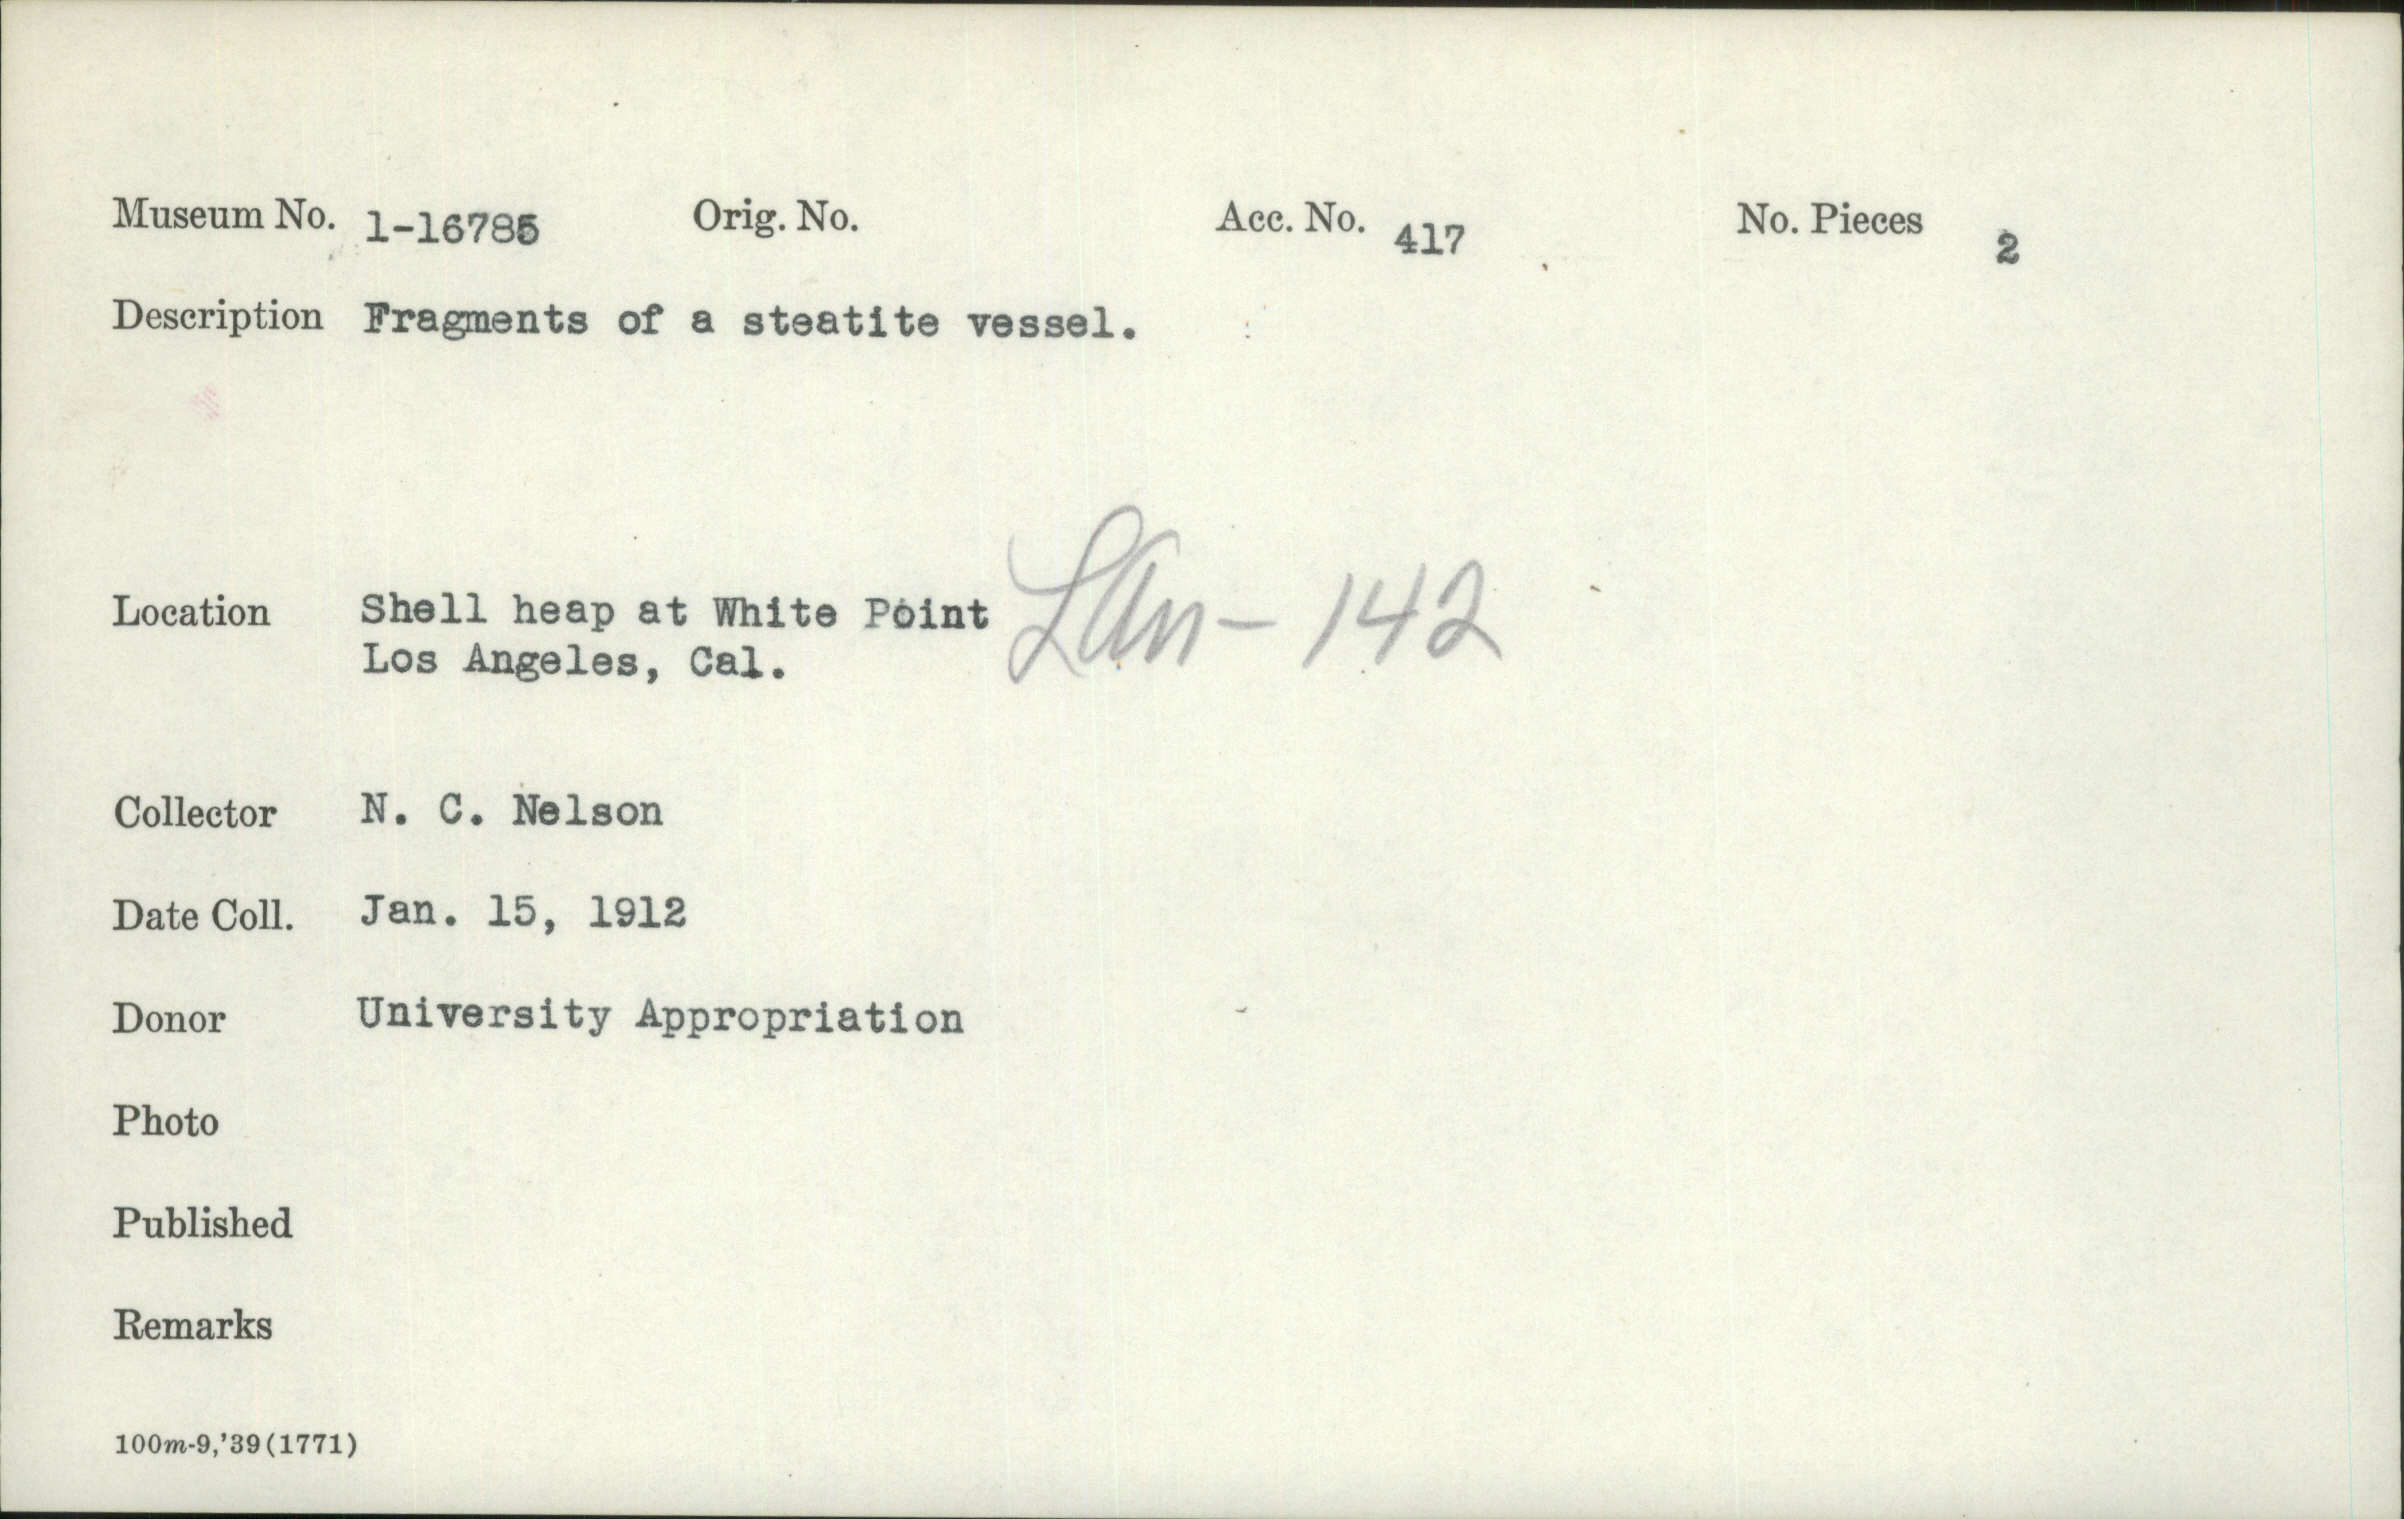 Museum No. 1-16785 Orig. No. Acc. No. 417 No. Pieces 2
Description Fragments of a steatite vessel.
Location Shell heap at White Point LAn-142
Los Angeles, Cal.
Collector N. C. Nelson
Date Coll. Jan. 15, 1912
Donor University Appropriation
Photo
Published
Remarks
100m-9,'39(1771)